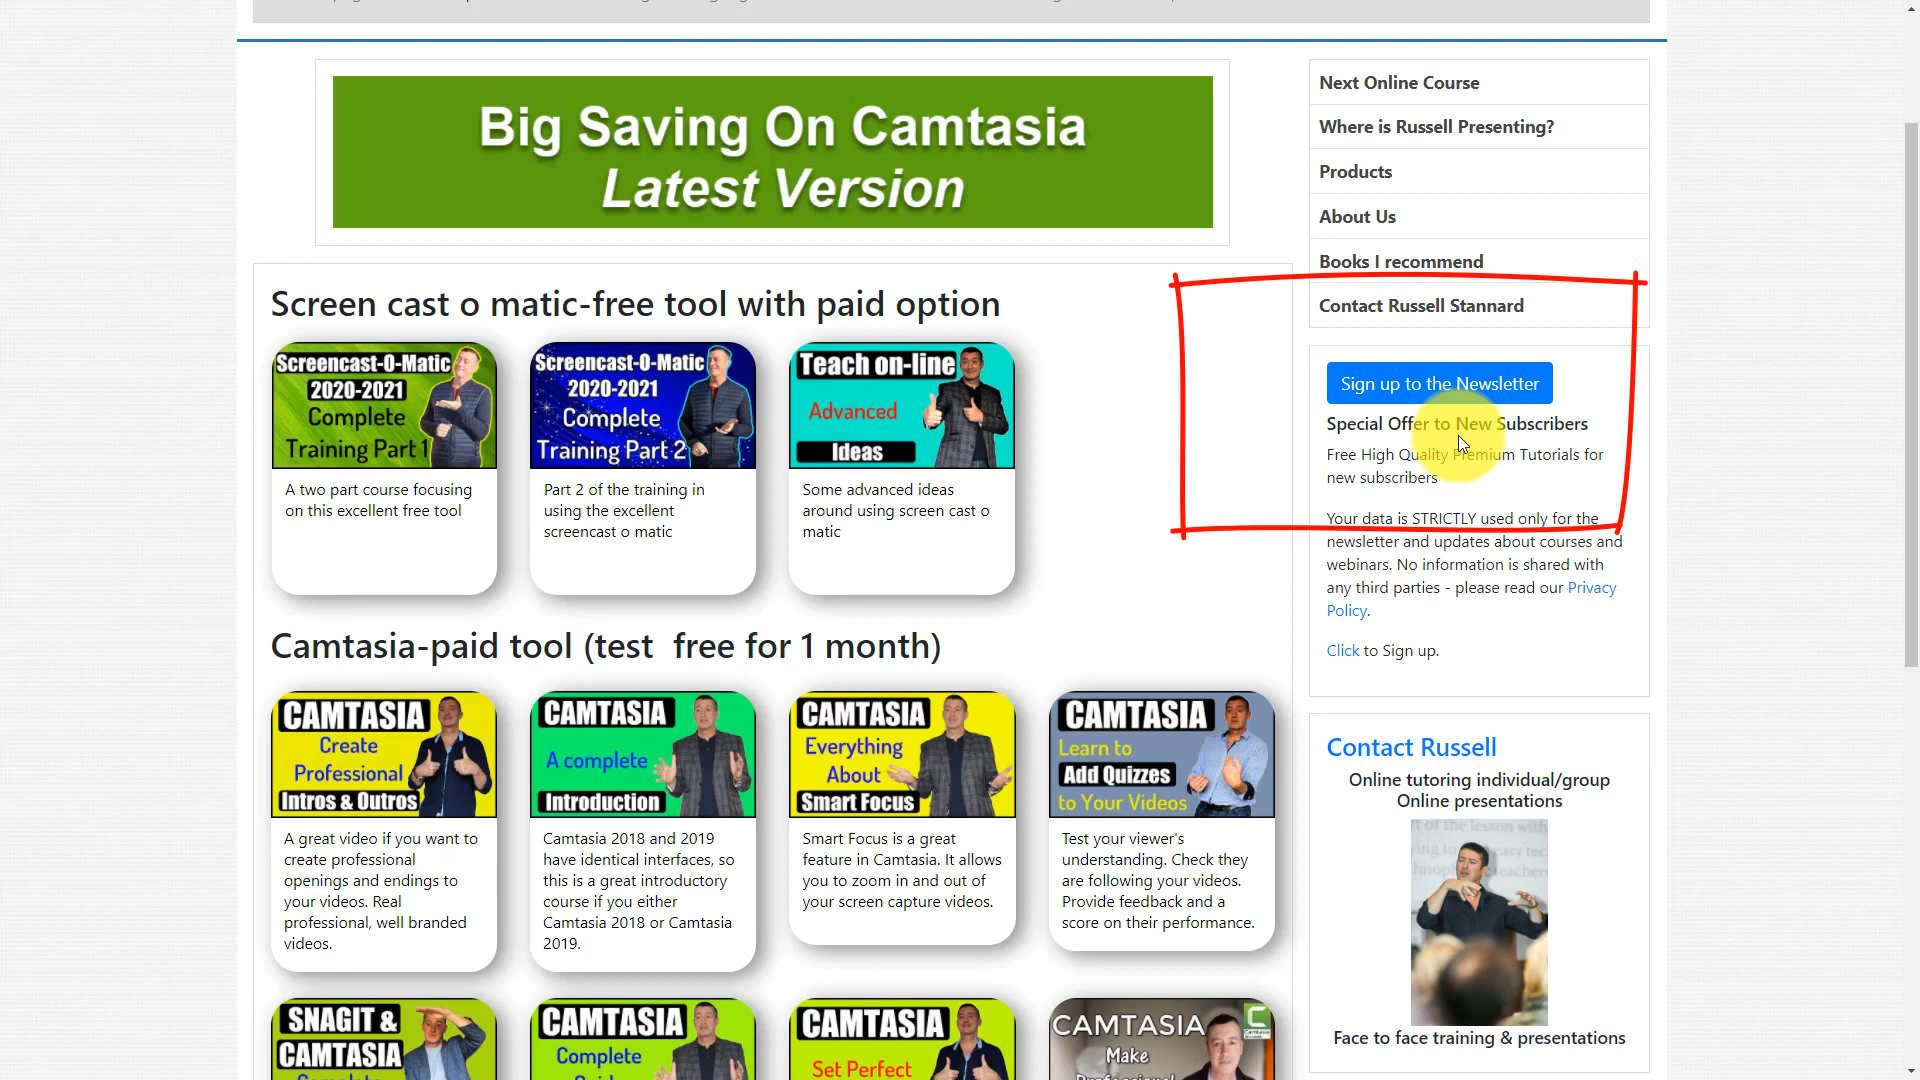 Big Saving On Camtasia
Latest Version
Next Online Course
Where is Russell Presenting?
Products
About Us
Books I recommend
Contact Russell Stannard
Screen cast o matic-free tool with paid option
Screencast-O-Matic
2020-2021
Complete
Training Part 1
A two part course focusing
on this excellent free tool
Screencast-O-Matic
2020-2021
Complete
Training Part 2
Part 2 of the training in
using the excellent
screencast o matic
Teach on-line
Advanced
Ideas
Some advanced ideas
around using screen cast o
matic
Sign up to the Newsletter
Special Offer to New Subscribers
Free High Quality Premium Tutorials for
new subscribers
Your data is STRICTLY used only for the
newsletter and updates about courses and
webinars. No information is shared with
any third parties - please read our Privacy
Policy.
Click to Sign up.
Camtasia-paid tool (test free for 1 month)
CAMTASIA
Create
Professional
Intros & Outros
A great video if you want to
create professional
openings and endings to
your videos. Real
professional, well branded
videos.
CAMTASIA
A complete
Introduction
Camtasia 2018 and 2019
have identical interfaces, so
this is a great introductory
course if you either
Camtasia 2018 or Camtasia
2019.
CAMTASIA
Everything
About
Smart Focus
Smart Focus is a great
feature in Camtasia. It allows
you to zoom in and out of
your screen capture videos.
CAMTASIA
Learn to
Add Quizzes
to Your Videos
Test your viewer's
understanding. Check they
are following your videos.
Provide feedback and a
score on their performance.
Contact Russell
Online tutoring individual/group
Online presentations
Face to face training & presentations
SNAGIT &
CAMTASIA
CAMTASIA
Complete
CAMTASIA
Set Perfect
CAMTASIA
Make